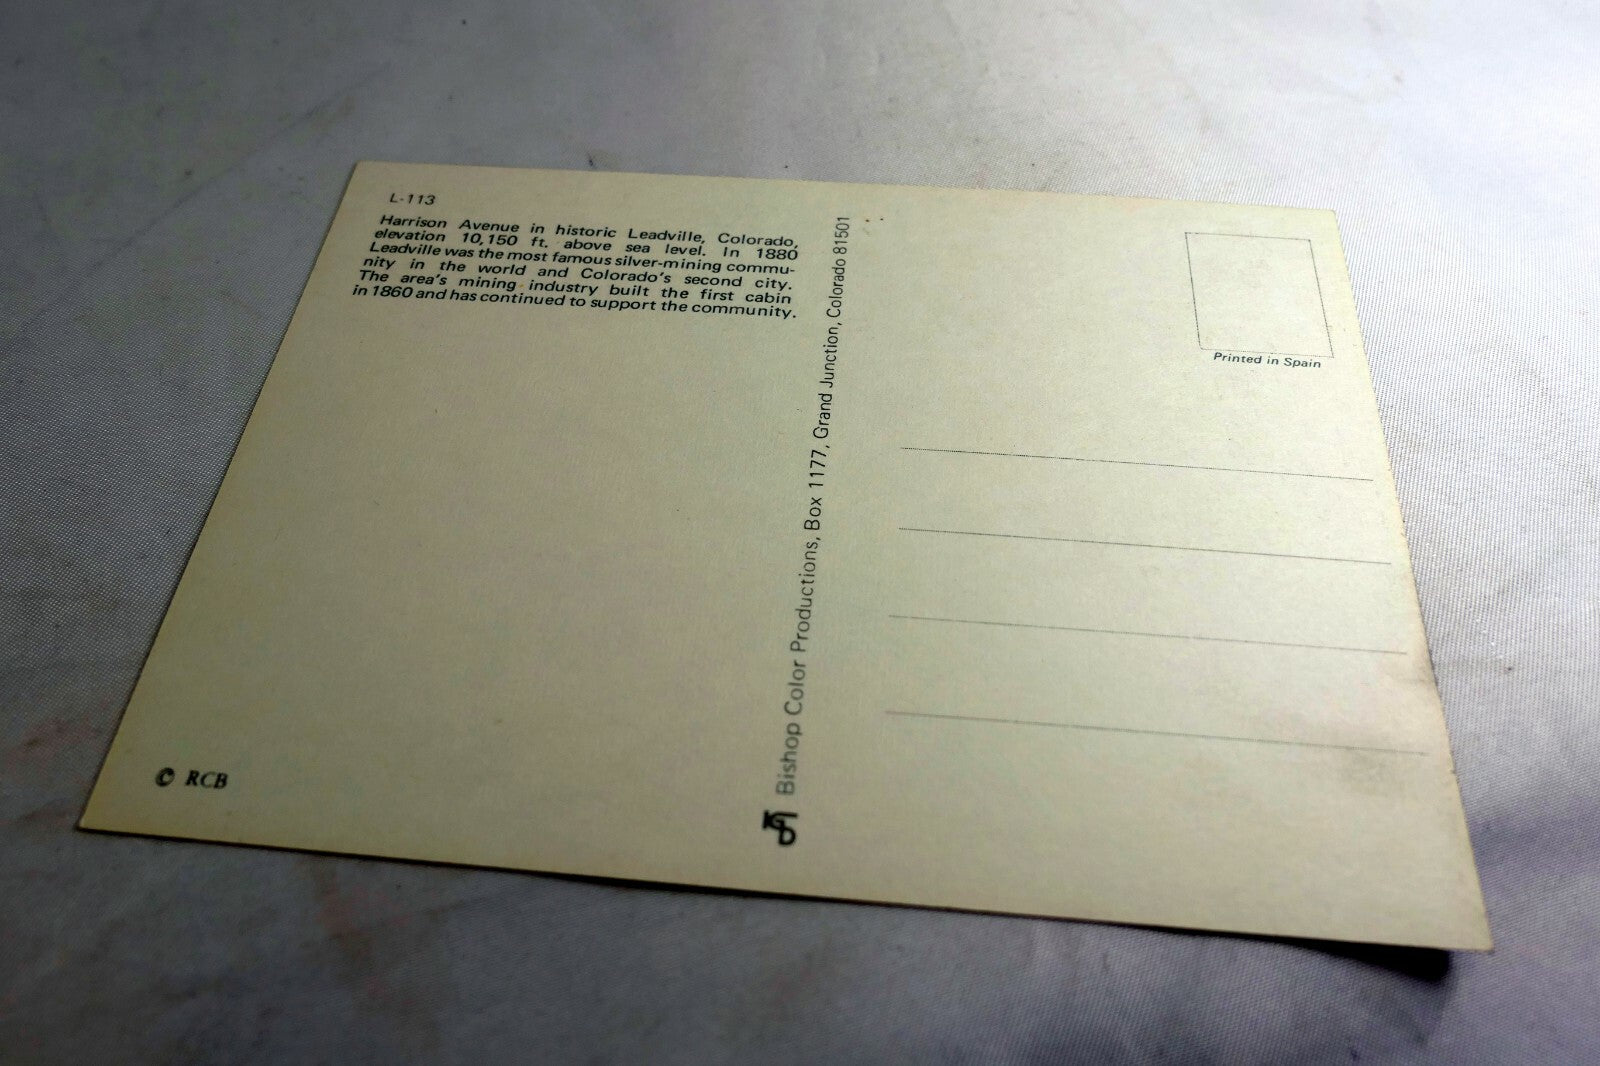 L-113
Harrison Avenue in historic Leadville, Colorado,
elevation 10,150 ft. above sea level. In 1880
Leadville was the most famous silver-mining commu-
nity in the world and Colorado's second city.
The area's mining industry built the first cabin
in 1860 and has continued to support the community.
© RCB
Bishop Color Productions, Box 1177, Grand Junction, Colorado 81501
Printed in Spain